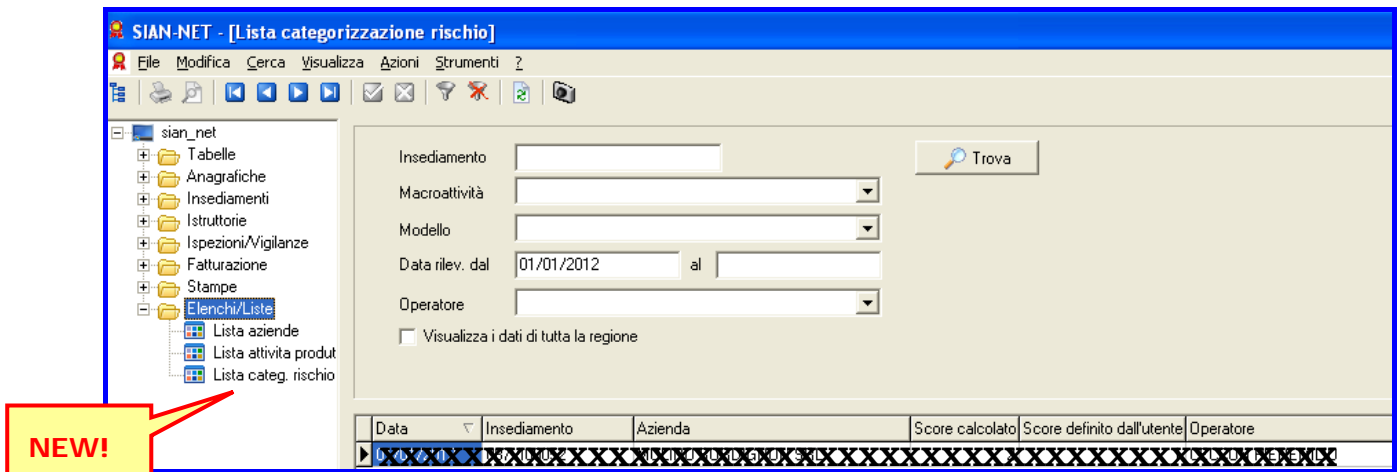 SIAN-NET - [Lista categorizzazione rischio]
File Modifica Cerca Visualizza Azioni Strumenti ?
sian_net
Tabelle
Anagrafiche
Insediamenti
Istruttorie
Ispezioni/Vigilanze
Fatturazione
Stampe
Elenchi/Liste
Lista aziende
Lista attivita produt
Lista categ. rischio
NEW!
Insediamento
Trova
Macroattività
Modello
Data rilev. dal 01/01/2012 al
Operatore
Visualizza i dati di tutta la regione
Data Insediamento Azienda Score calcolato Score definito dall'utente Operatore